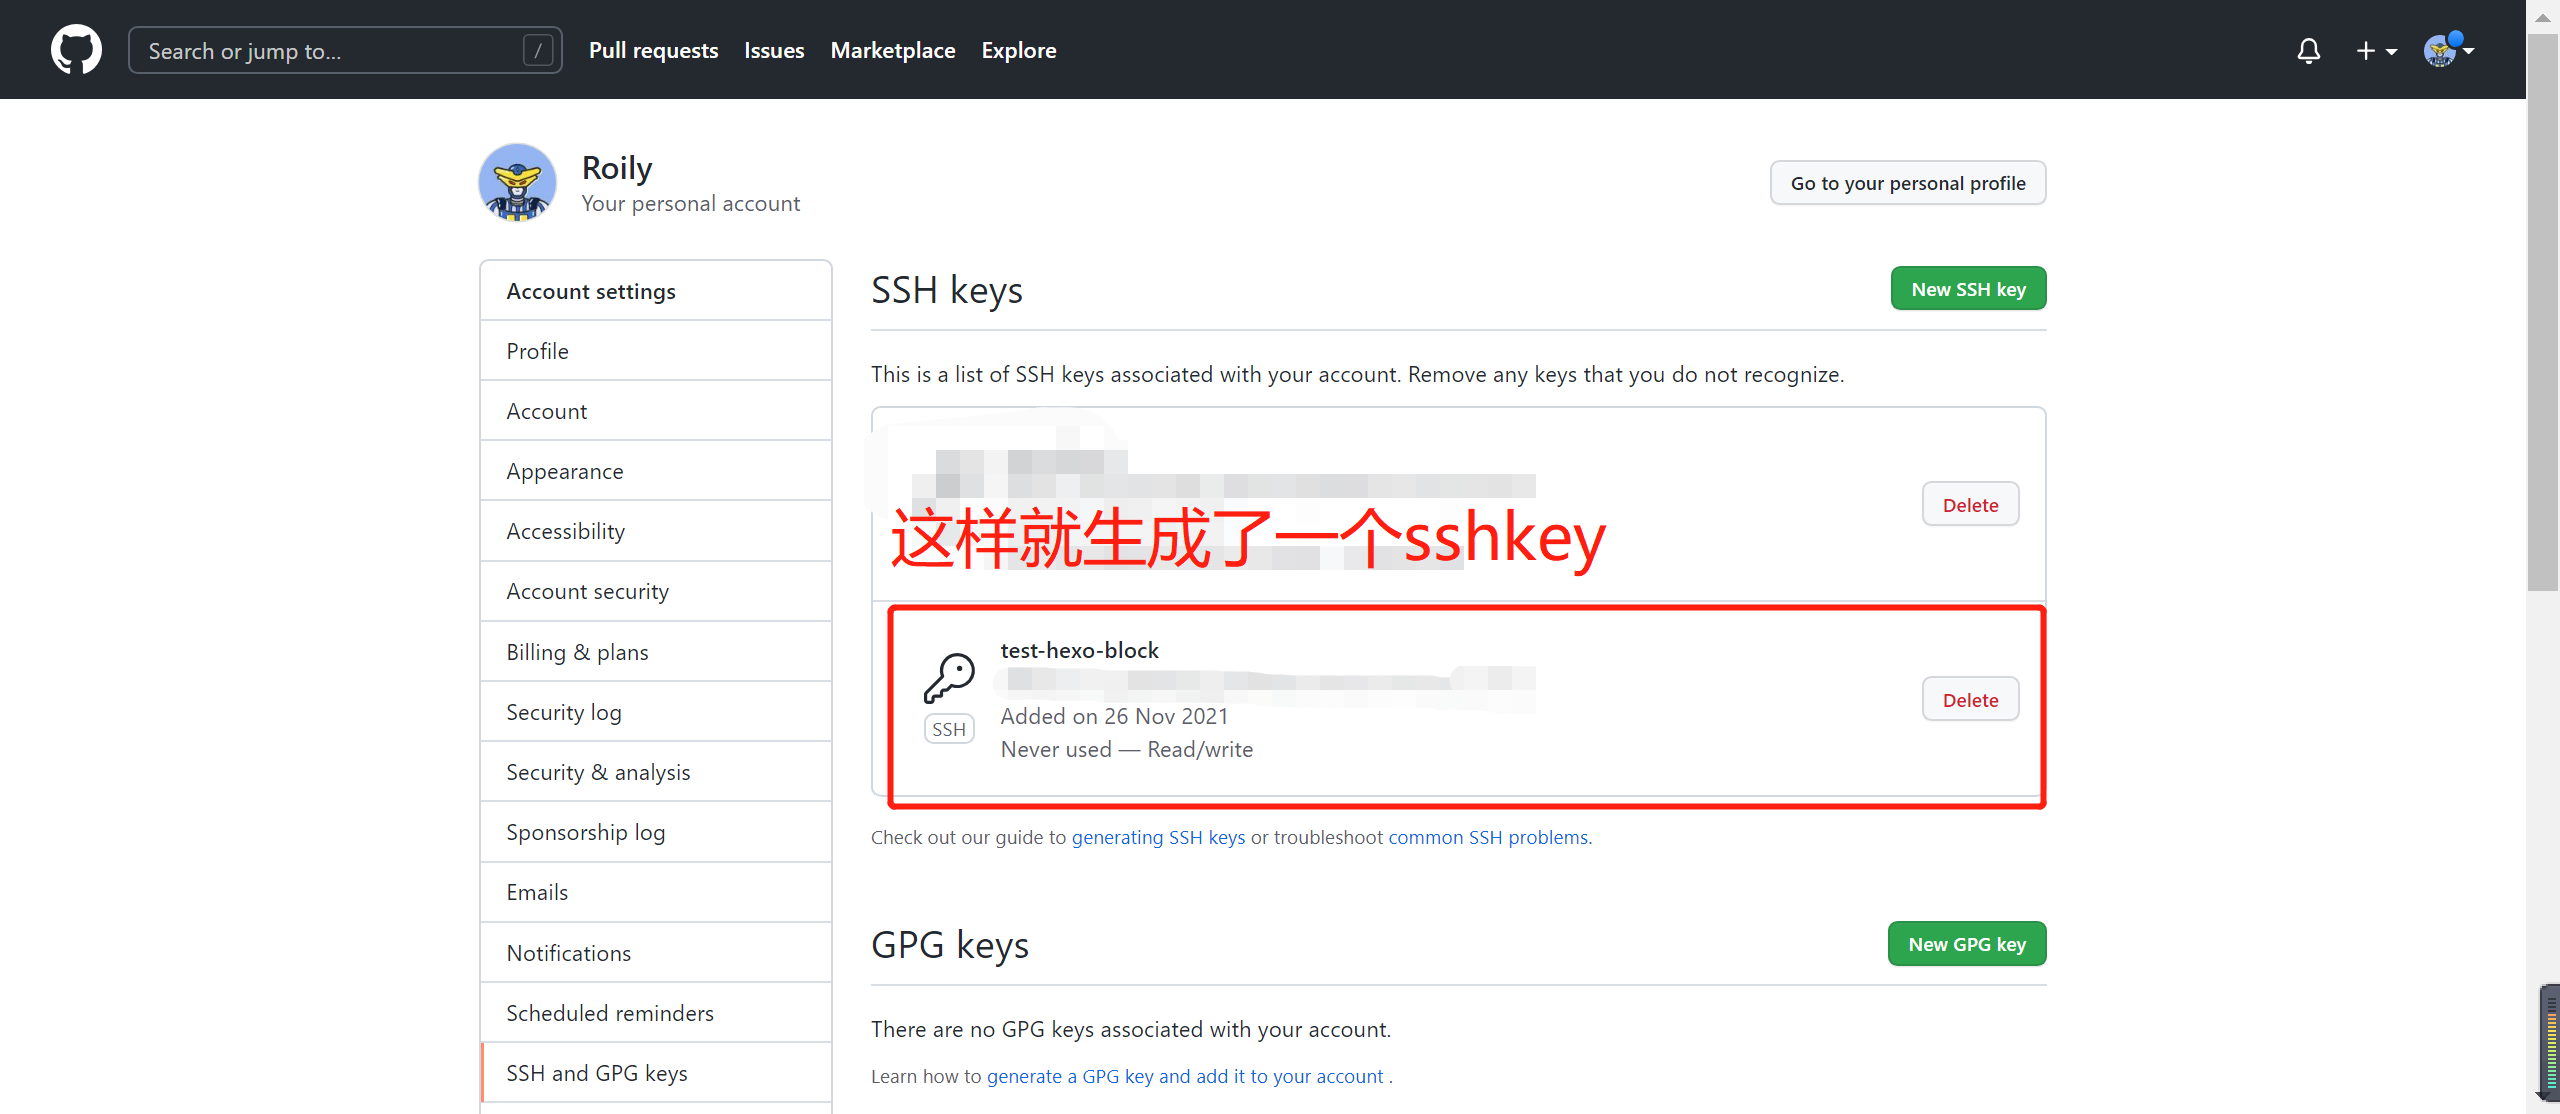 Search or jump to...
/
Pull requests
Issues
Marketplace
Explore
Roily
Your personal account
Go to your personal profile
Account settings
Profile
Account
Appearance
Accessibility
Account security
Billing & plans
Security log
Security & analysis
Sponsorship log
Emails
Notifications
Scheduled reminders
SSH and GPG keys
SSH keys
New SSH key
This is a list of SSH keys associated with your account. Remove any keys that you do not recognize.
Delete
这样就生成了一个sshkey
test-hexo-block
Added on 26 Nov 2021
SSH
Never used — Read/write
Delete
Check out our guide to generating SSH keys or troubleshoot common SSH problems.
GPG keys
New GPG key
There are no GPG keys associated with your account.
Learn how to generate a GPG key and add it to your account .